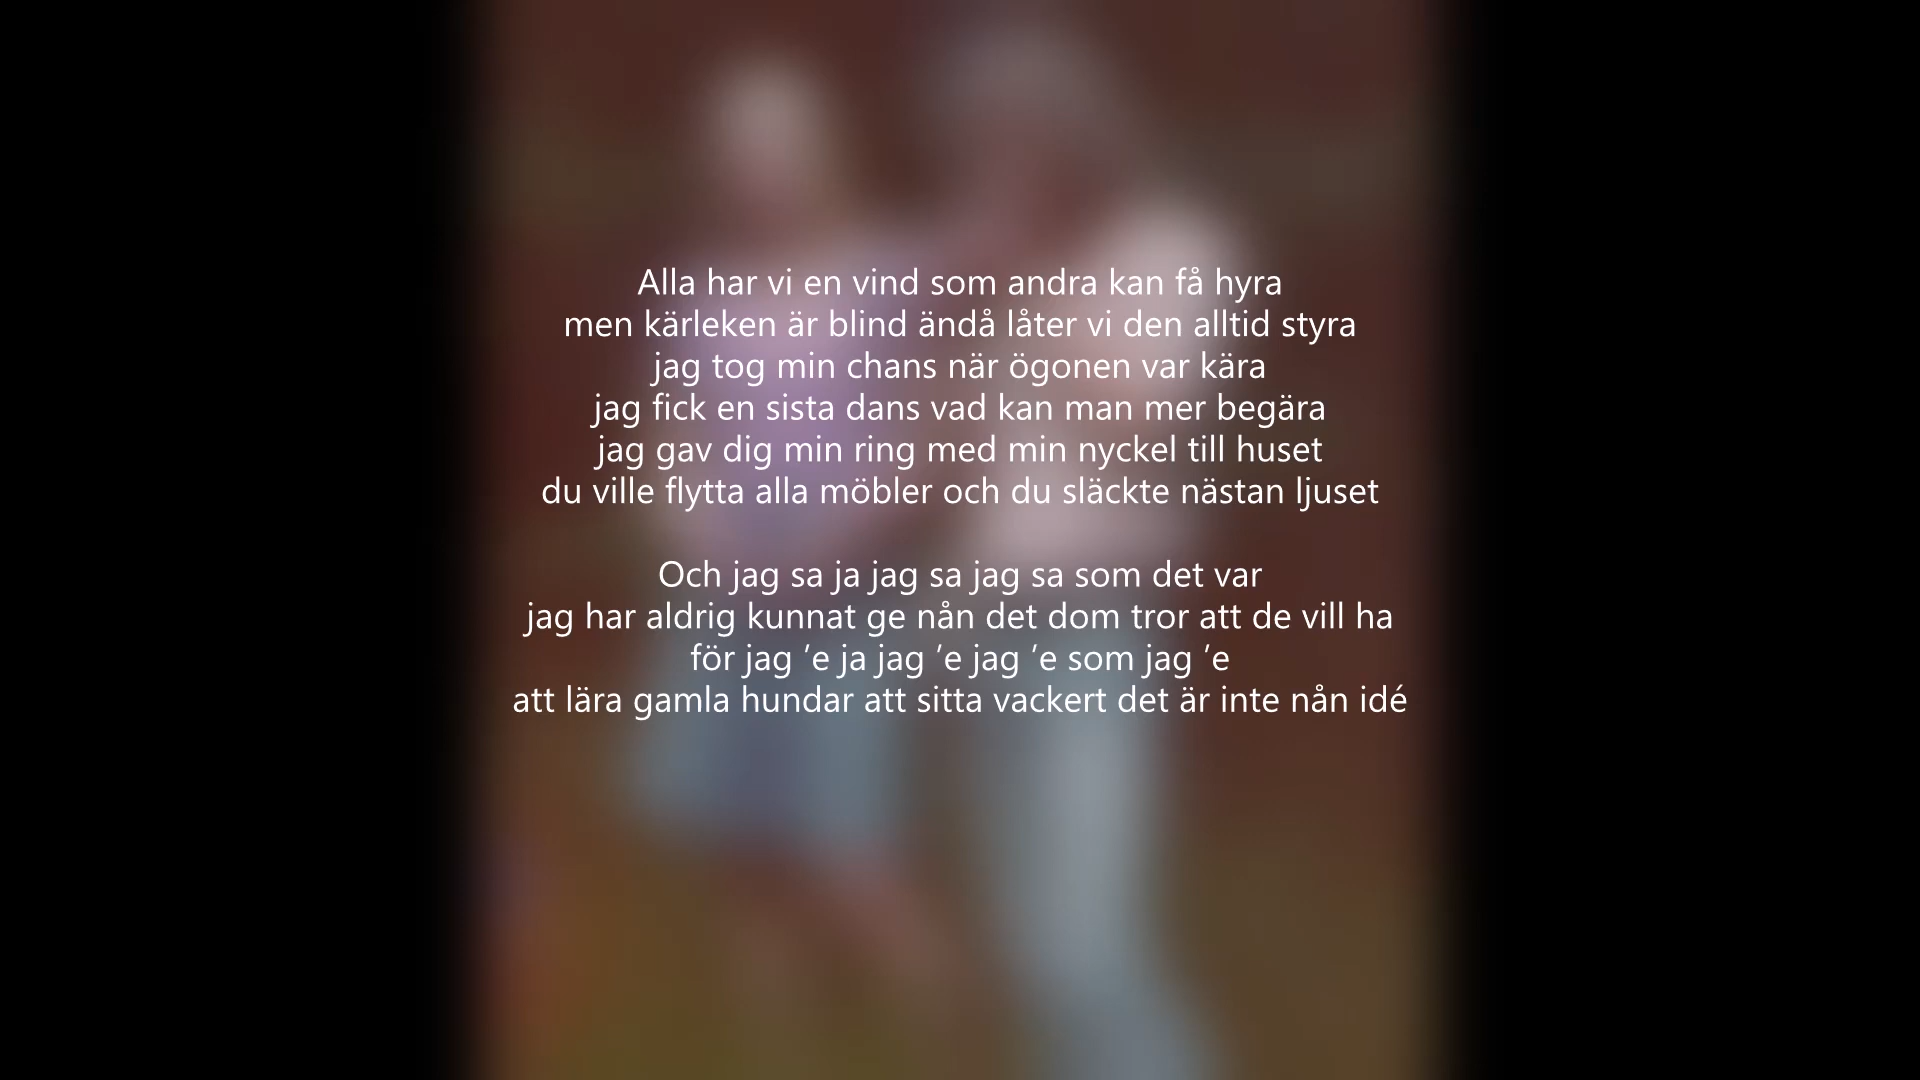 Alla har vi en vind som andra kan få hyra
men kärleken är blind ändå låter vi den alltid styra
jag tog min chans när ögonen var kära
jag fick en sista dans vad kan man mer begära
jag gav dig min ring med min nyckel till huset
du ville flytta alla möbler och du släckte nästan ljuset

Och jag sa ja jag sa jag sa som det var
jag har aldrig kunnat ge nån det dom tror att de vill ha
för jag ’e ja jag ’e jag ’e som jag ’e
att lära gamla hundar att sitta vackert det är inte nån idé